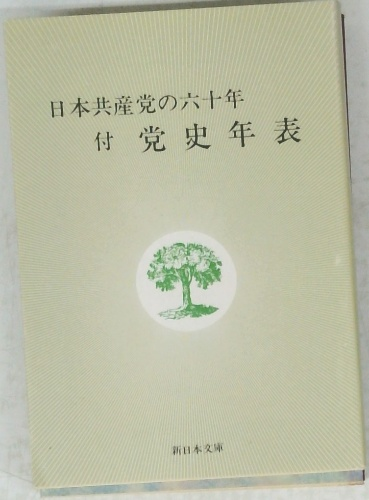 日本共産党の六十年
付 党史年表
新日本文庫